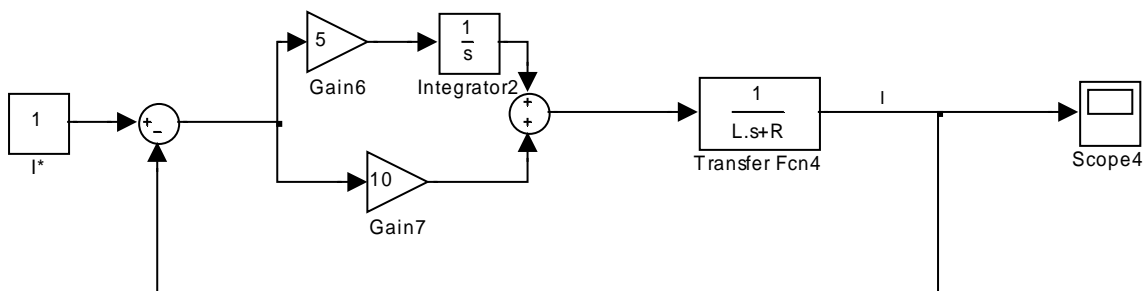 5
Gain6
1
s
Integrator2
1
I*
+
−
+
+
10
Gain7
1
L.s+R
Transfer Fcn4
I
Scope4